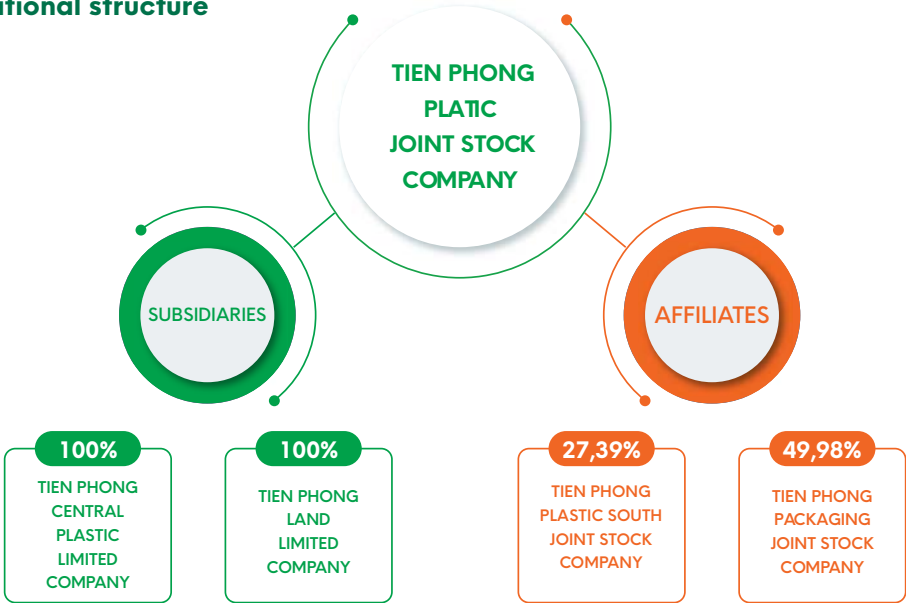 ational structure
TIEN PHONG
PLATIC
JOINT STOCK
COMPANY
SUBSIDIARIES
AFFILIATES
100%
TIEN PHONG
CENTRAL
PLASTIC
LIMITED
COMPANY
100%
TIEN PHONG
LAND
LIMITED
COMPANY
27,39%
TIEN PHONG
PLASTIC SOUTH
JOINT STOCK
COMPANY
49,98%
TIEN PHONG
PACKAGING
JOINT STOCK
COMPANY